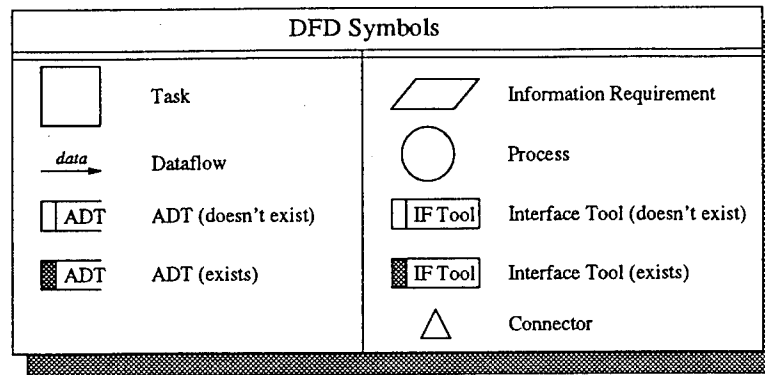 DFD Symbols
Task
data
Dataflow
ADT
ADT (doesn't exist)
ADT
ADT (exists)
Information Requirement
Process
IF Tool
Interface Tool (doesn't exist)
IF Tool
Interface Tool (exists)
Connector